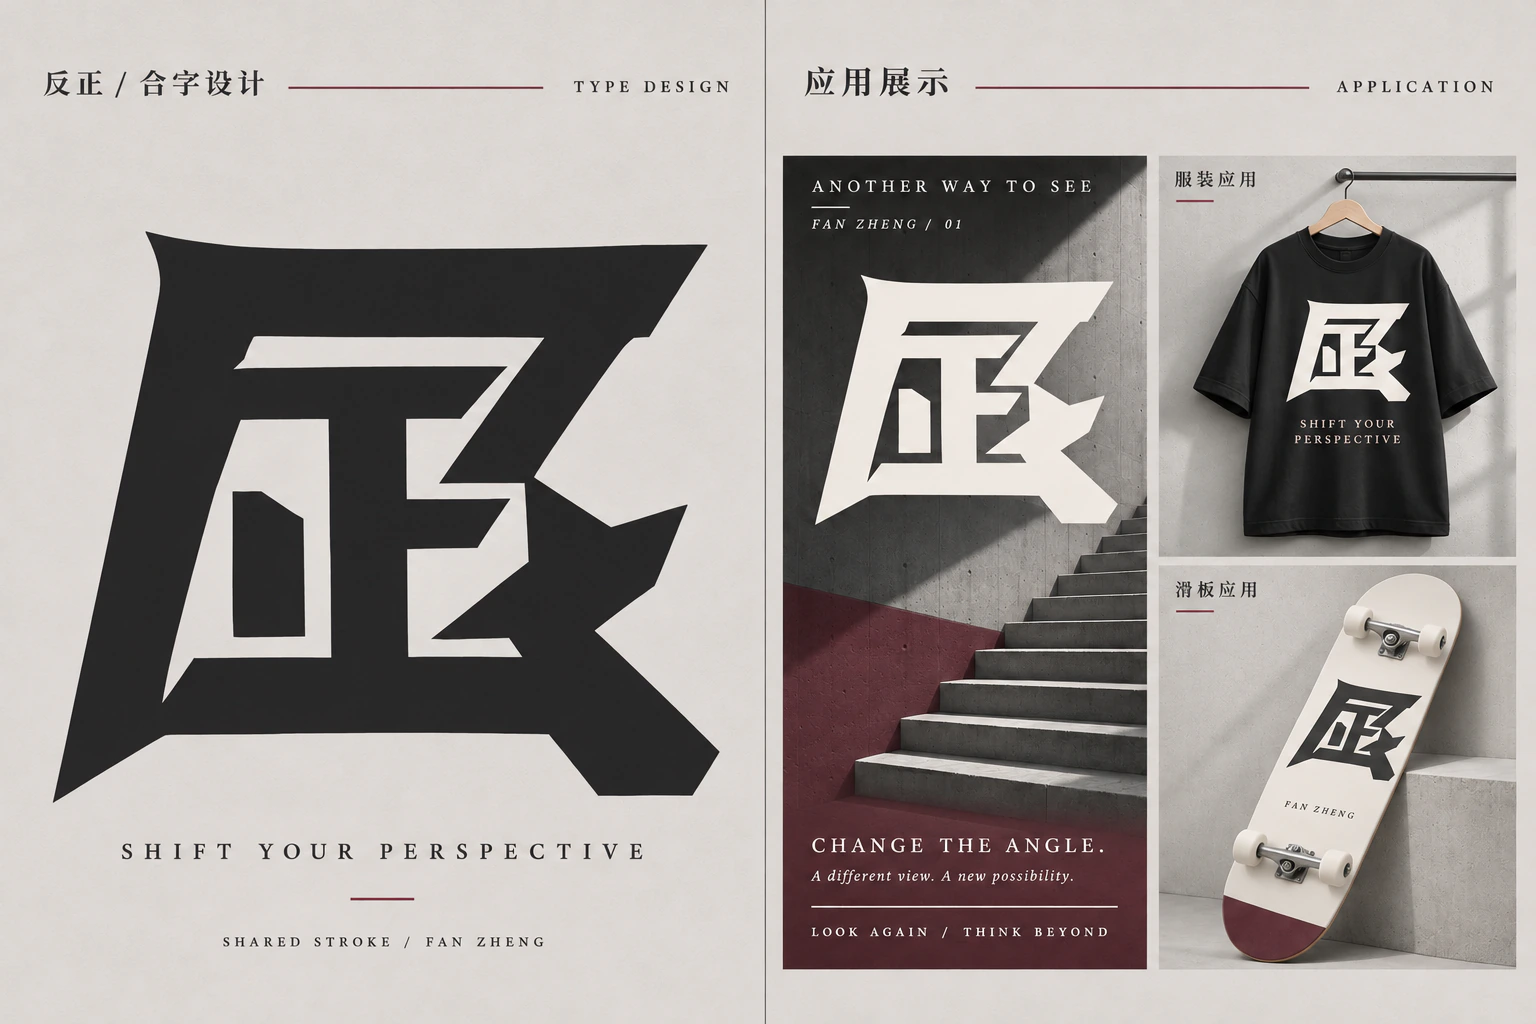 反正 / 合字设计
TYPE DESIGN
SHIFT YOUR PERSPECTIVE
SHARED STROKE / FAN ZHENG
应用展示
APPLICATION
ANOTHER WAY TO SEE
FAN ZHENG / 01
CHANGE THE ANGLE.
A different view. A new possibility.
LOOK AGAIN / THINK BEYOND
服装应用
SHIFT YOUR
PERSPECTIVE
滑板应用
FAN ZHENG